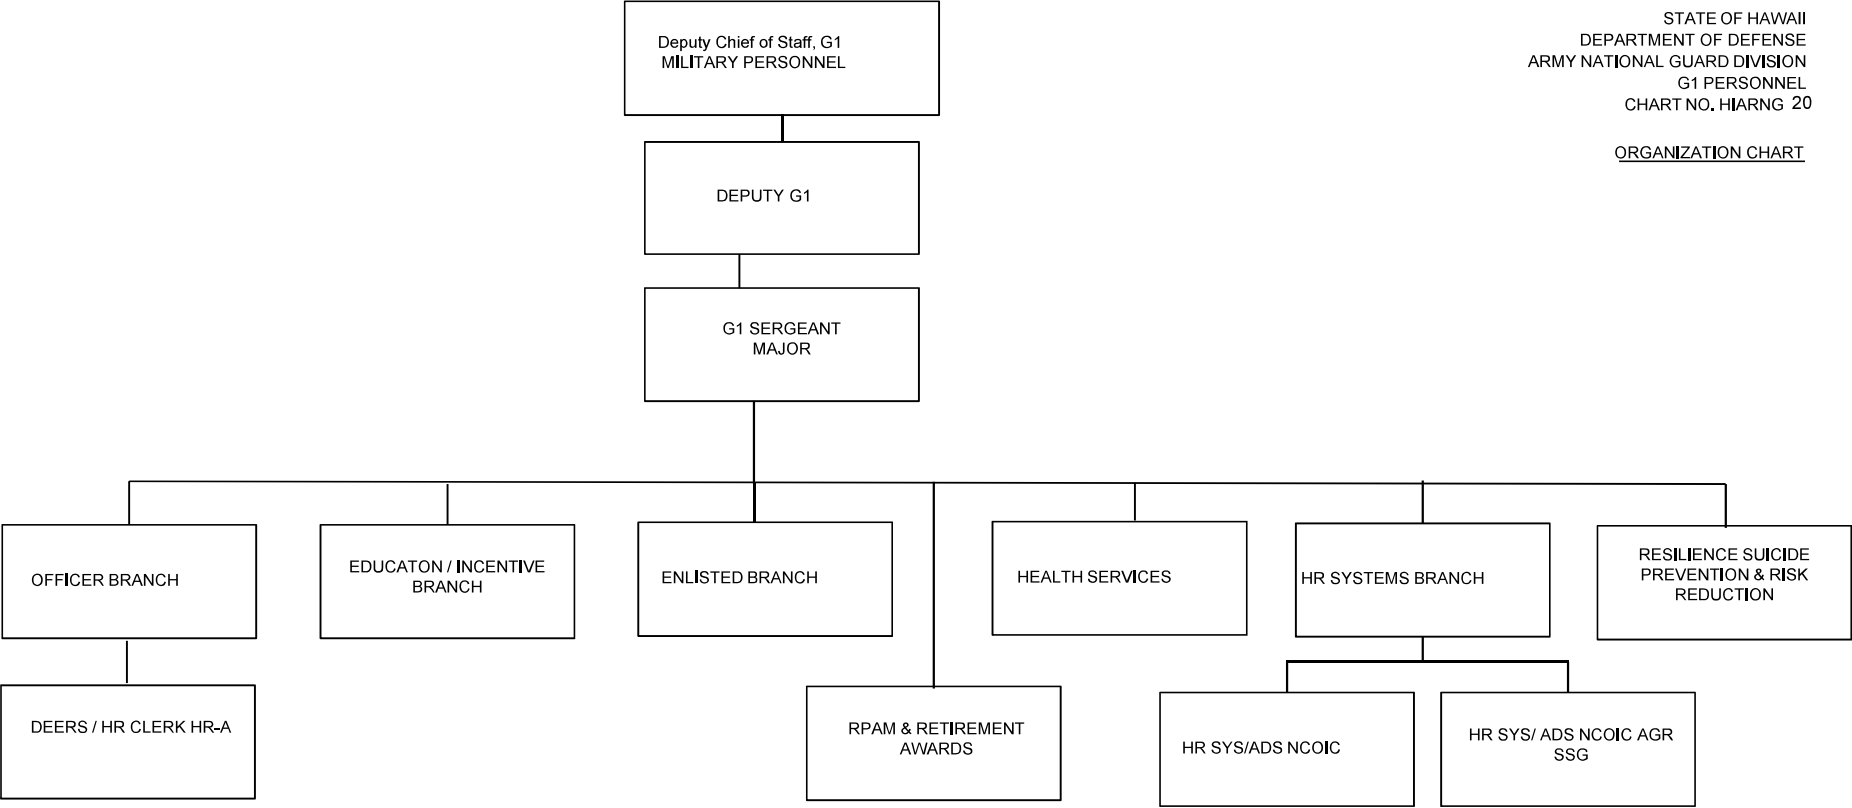 STATE OF HAWAII
DEPARTMENT OF DEFENSE
ARMY NATIONAL GUARD DIVISION
G1 PERSONNEL
CHART NO. HIARNG 20
ORGANIZATION CHART
Deputy Chief of Staff, G1
MILITARY PERSONNEL
DEPUTY G1
G1 SERGEANT
MAJOR
OFFICER BRANCH
EDUCATON / INCENTIVE
BRANCH
ENLISTED BRANCH
HEALTH SERVICES
HR SYSTEMS BRANCH
RESILIENCE SUICIDE
PREVENTION & RISK
REDUCTION
DEERS / HR CLERK HR-A
RPAM & RETIREMENT
AWARDS
HR SYS/ADS NCOIC
HR SYS/ ADS NCOIC AGR
SSG